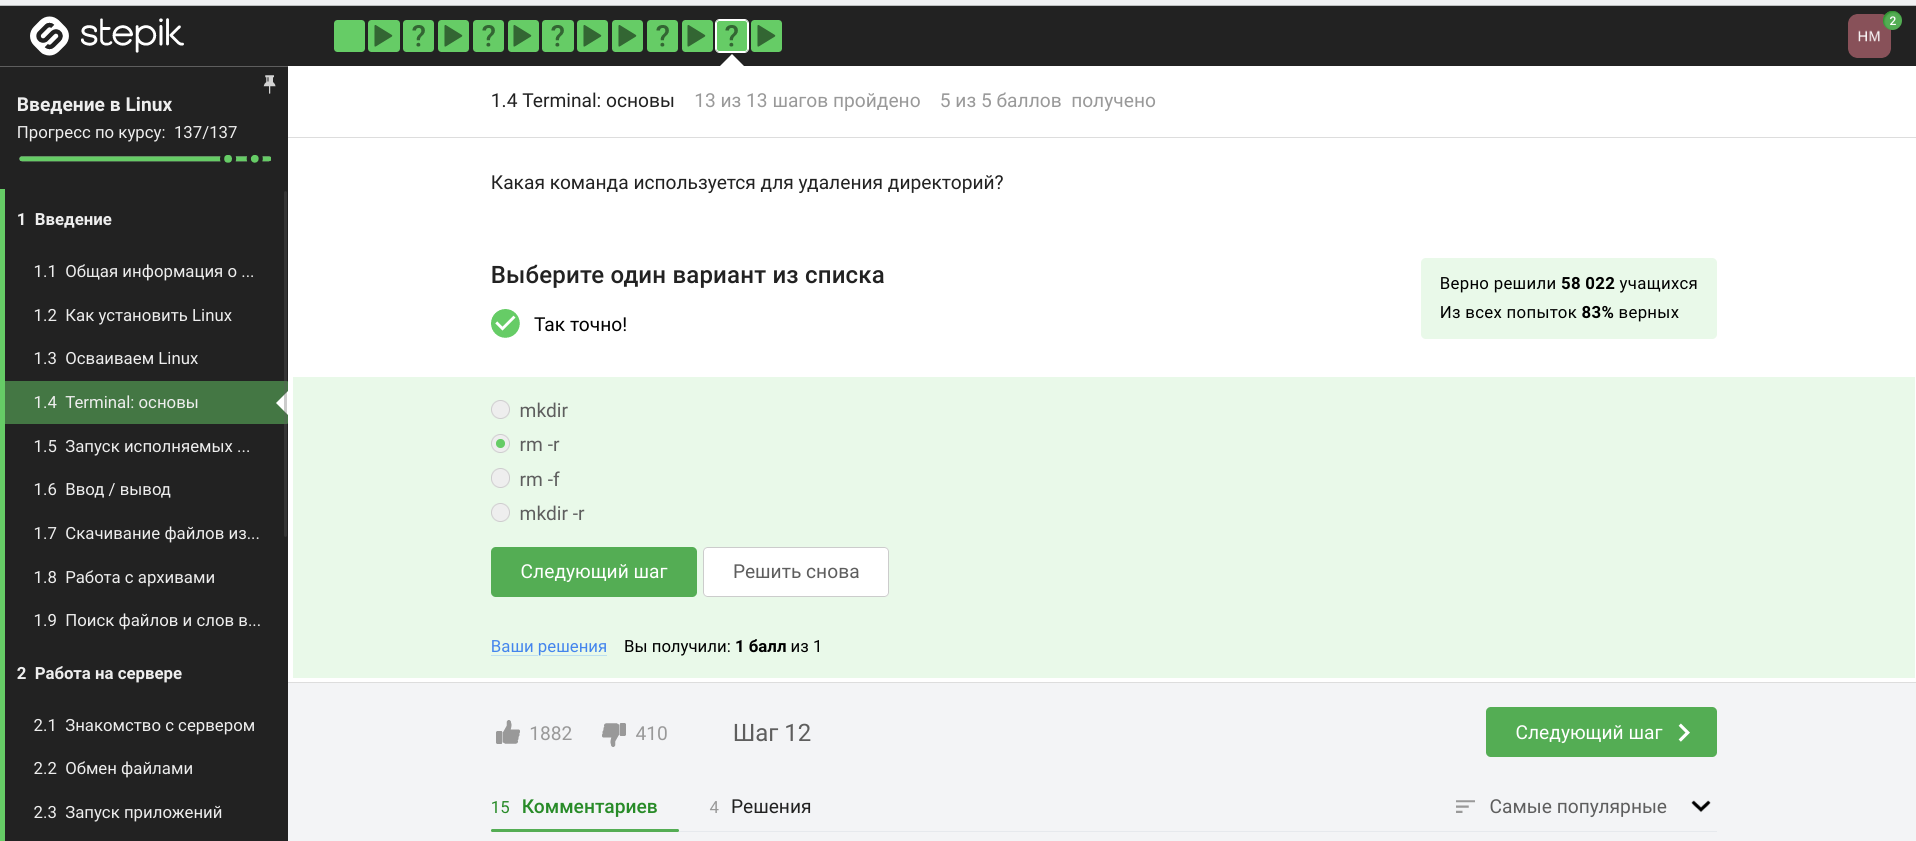 stepik
? ? ? ? ?
НМ
2
Введение в Linux
Прогресс по курсу: 137/137
1 Введение
1.1 Общая информация о ...
1.2 Как установить Linux
1.3 Осваиваем Linux
1.4 Terminal: основы
1.5 Запуск исполняемых ...
1.6 Ввод / вывод
1.7 Скачивание файлов из...
1.8 Работа с архивами
1.9 Поиск файлов и слов в...
2 Работа на сервере
2.1 Знакомство с сервером
2.2 Обмен файлами
2.3 Запуск приложений
1.4 Terminal: основы 13 из 13 шагов пройдено 5 из 5 баллов получено
Какая команда используется для удаления директорий?
Выберите один вариант из списка
Так точно!
Верно решили 58 022 учащихся
Из всех попыток 83% верных
mkdir
rm -r
rm -f
mkdir -r
Следующий шаг Решить снова
Ваши решения Вы получили: 1 балл из 1
1882 410 Шаг 12 Следующий шаг
15 Комментариев 4 Решения Самые популярные